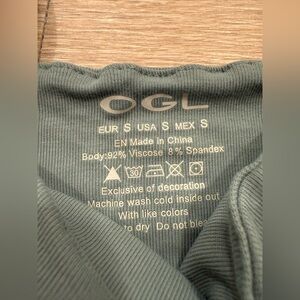 OGL
EUR S USA S MEX S
EN Made in China
Body:92% Viscose 8% Spandex
30
Exclusive of decoration
Machine wash cold inside out
With like colors
to dry Do not